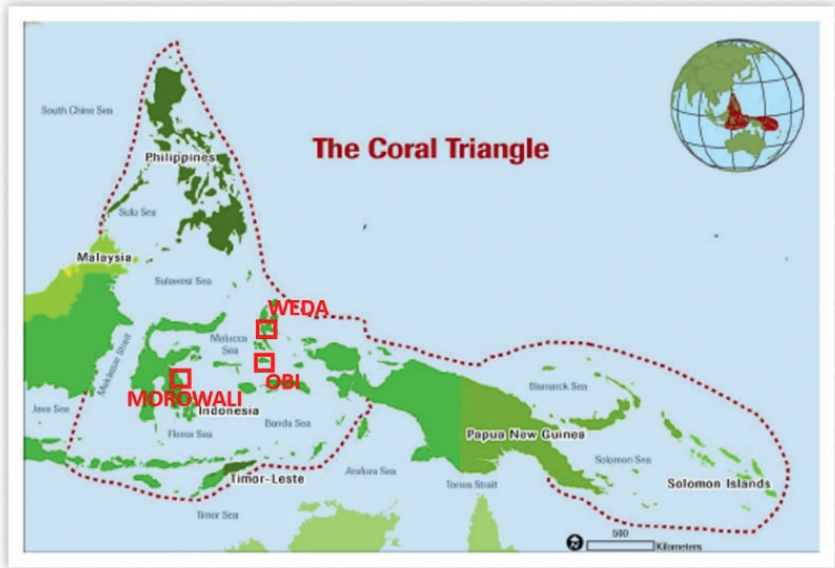 South China Sea
Philippines
The Coral Triangle
Sulu Sea
Malaysia
Sulawesi Sea
WEDA
Molucca
Sea
Makassar Strait
OBI
MOROWALI
Indonesia
Bismarck Sea
Java Sea
Banda Sea
Flores Sea
Papua New Guinea
Solomon Sea
Arafura Sea
Timor-Leste
Torres Strait
Solomon Islands
Timor Sea
500
Kilometers